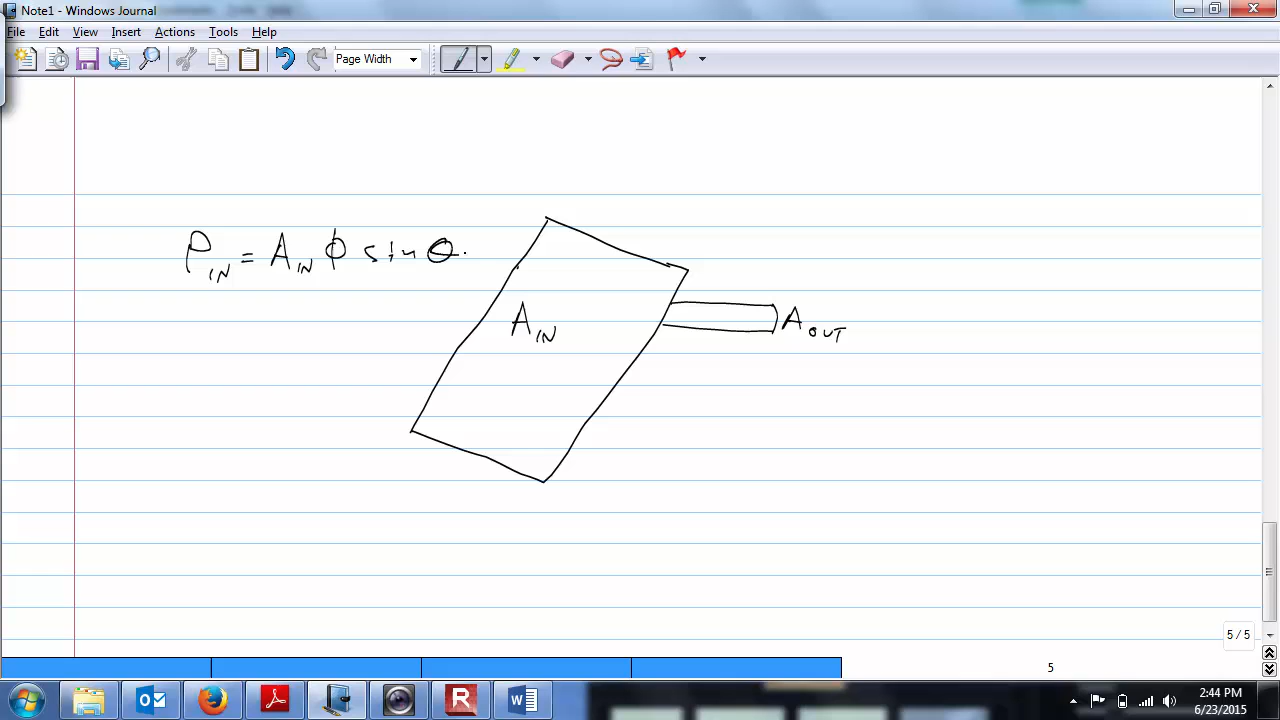 Note1 - Windows Journal
File Edit View Insert Actions Tools Help
Page Width
P_IN = A_IN ϕ sin θ.
A_IN
A_OUT
5 / 5
5
2:44 PM
6/23/2015